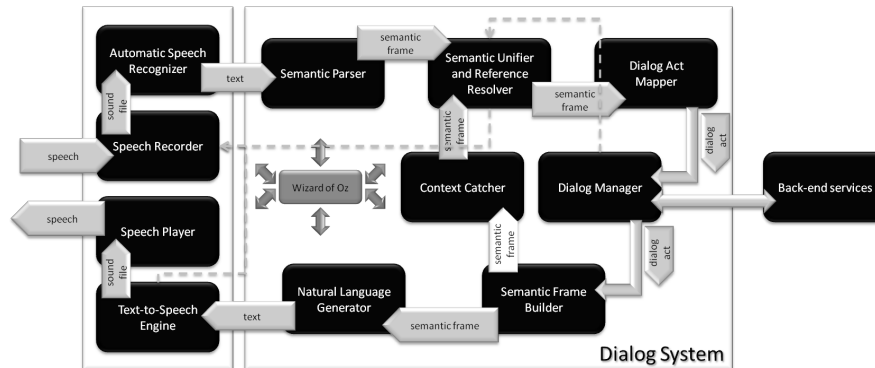 Automatic Speech
Recognizer
text
Semantic Parser
semantic
frame
Semantic Unifier
and Reference
Resolver
semantic
frame
Dialog Act
Mapper
sound
file
semantic
frame
dialog
act
speech
Speech Recorder
Wizard of Oz
Context Catcher
Dialog Manager
Back-end services
speech
Speech Player
sound
file
semantic
frame
dialog
act
Text-to-Speech
Engine
text
Natural Language
Generator
semantic frame
Semantic Frame
Builder
Dialog System